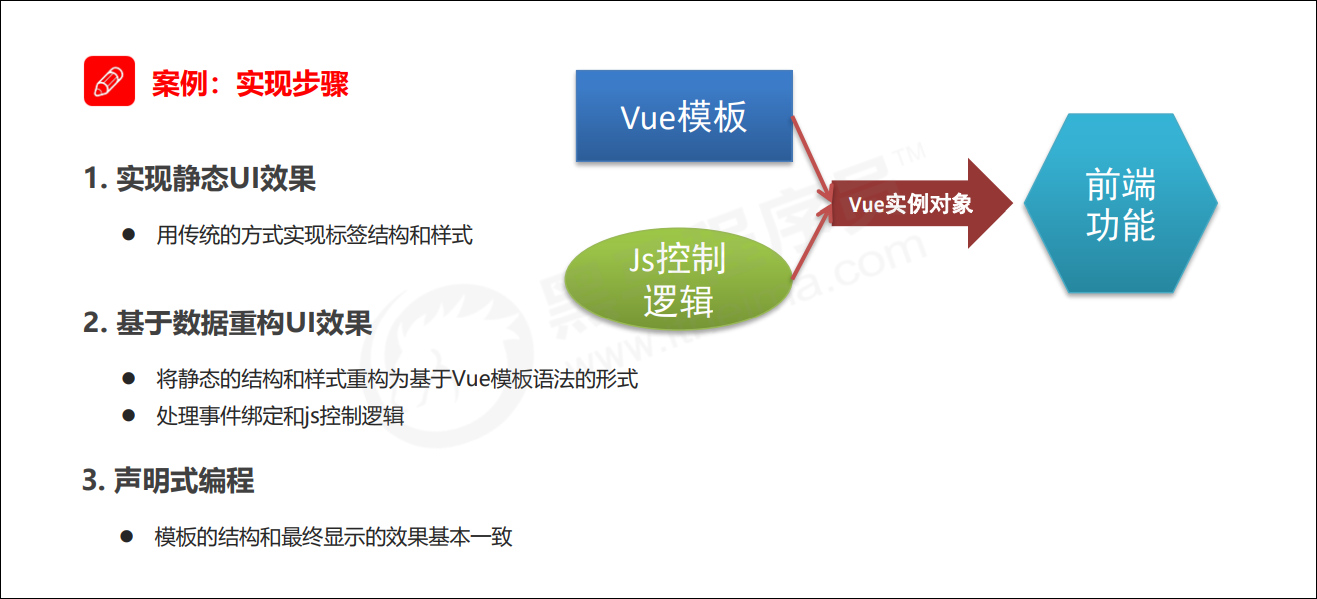 案例：实现步骤
1. 实现静态UI效果
● 用传统的方式实现标签结构和样式
2. 基于数据重构UI效果
● 将静态的结构和样式重构为基于Vue模板语法的形式
● 处理事件绑定和js控制逻辑
3. 声明式编程
● 模板的结构和最终显示的效果基本一致
Vue模板
Js控制
逻辑
Vue实例对象
前端
功能